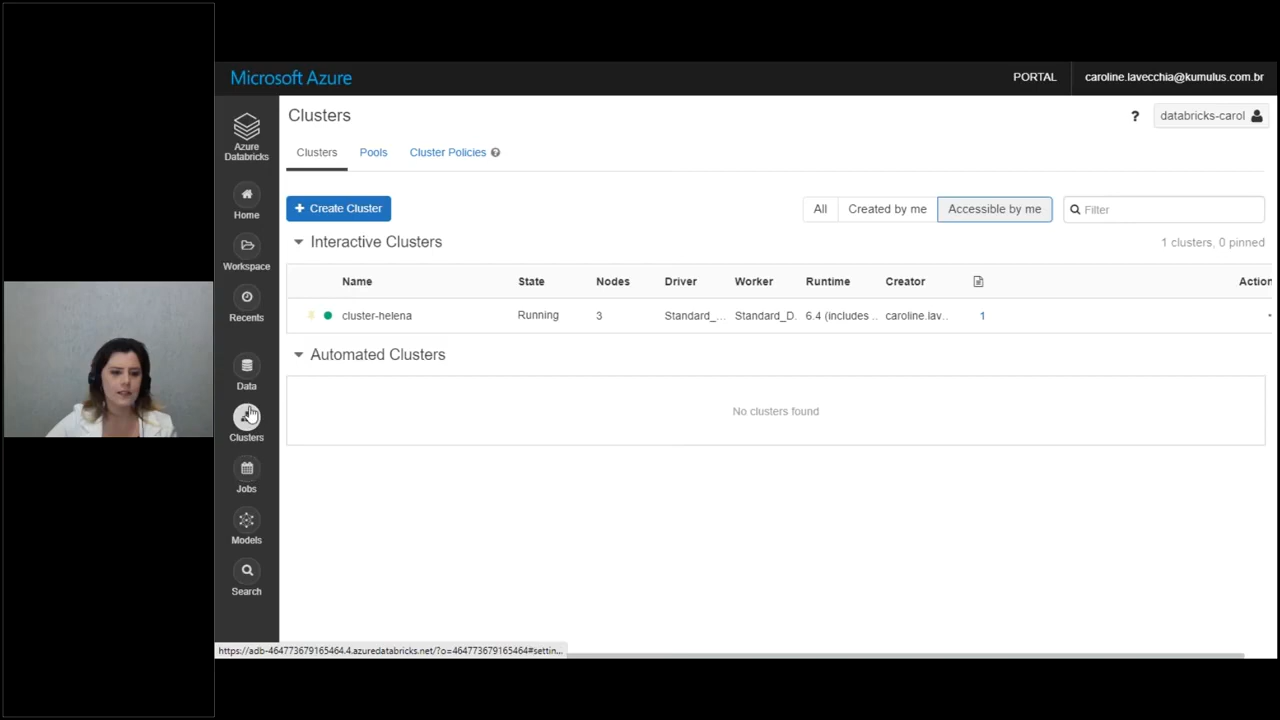 Microsoft Azure
PORTAL
caroline.lavecchia@kumulus.com.br
Azure
Databricks
Home
Workspace
Recents
Data
Clusters
Jobs
Models
Search
Clusters
?
databricks-carol
Clusters
Pools
Cluster Policies ?
+ Create Cluster
All
Created by me
Accessible by me
Filter
Interactive Clusters
1 clusters, 0 pinned
Name State Nodes Driver Worker Runtime Creator Action
cluster-helena Running 3 Standard_... Standard_D. 6.4 (includes .. caroline.lav.. 1
Automated Clusters
No clusters found
https://adb-464773679165464.4.azuredatabricks.net/?o=464773679165464#settin...